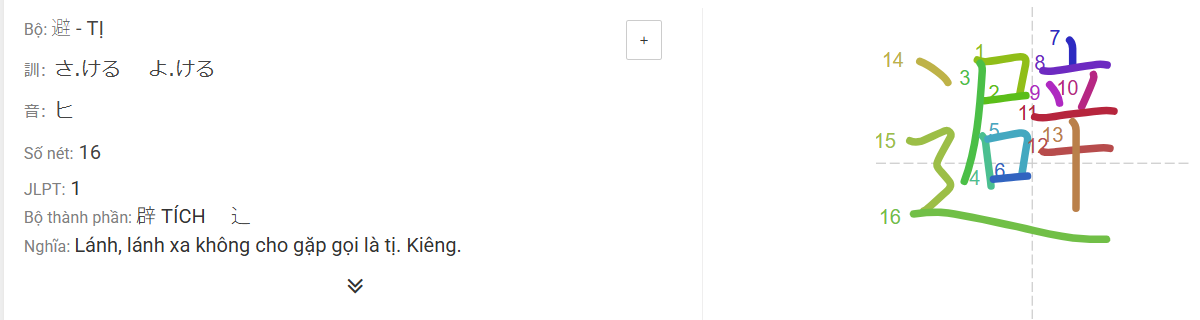 Bộ: 避 - TỊ
+
訓: さ.ける よ.ける
音: ヒ
Số nét: 16
JLPT: 1
Bộ thành phần: 辟 TÍCH 辶
Nghĩa: Lánh, lánh xa không cho gặp gọi là tị. Kiêng.
避
1
2
3
4
5
6
7
8
9
10
11
12
13
14
15
16